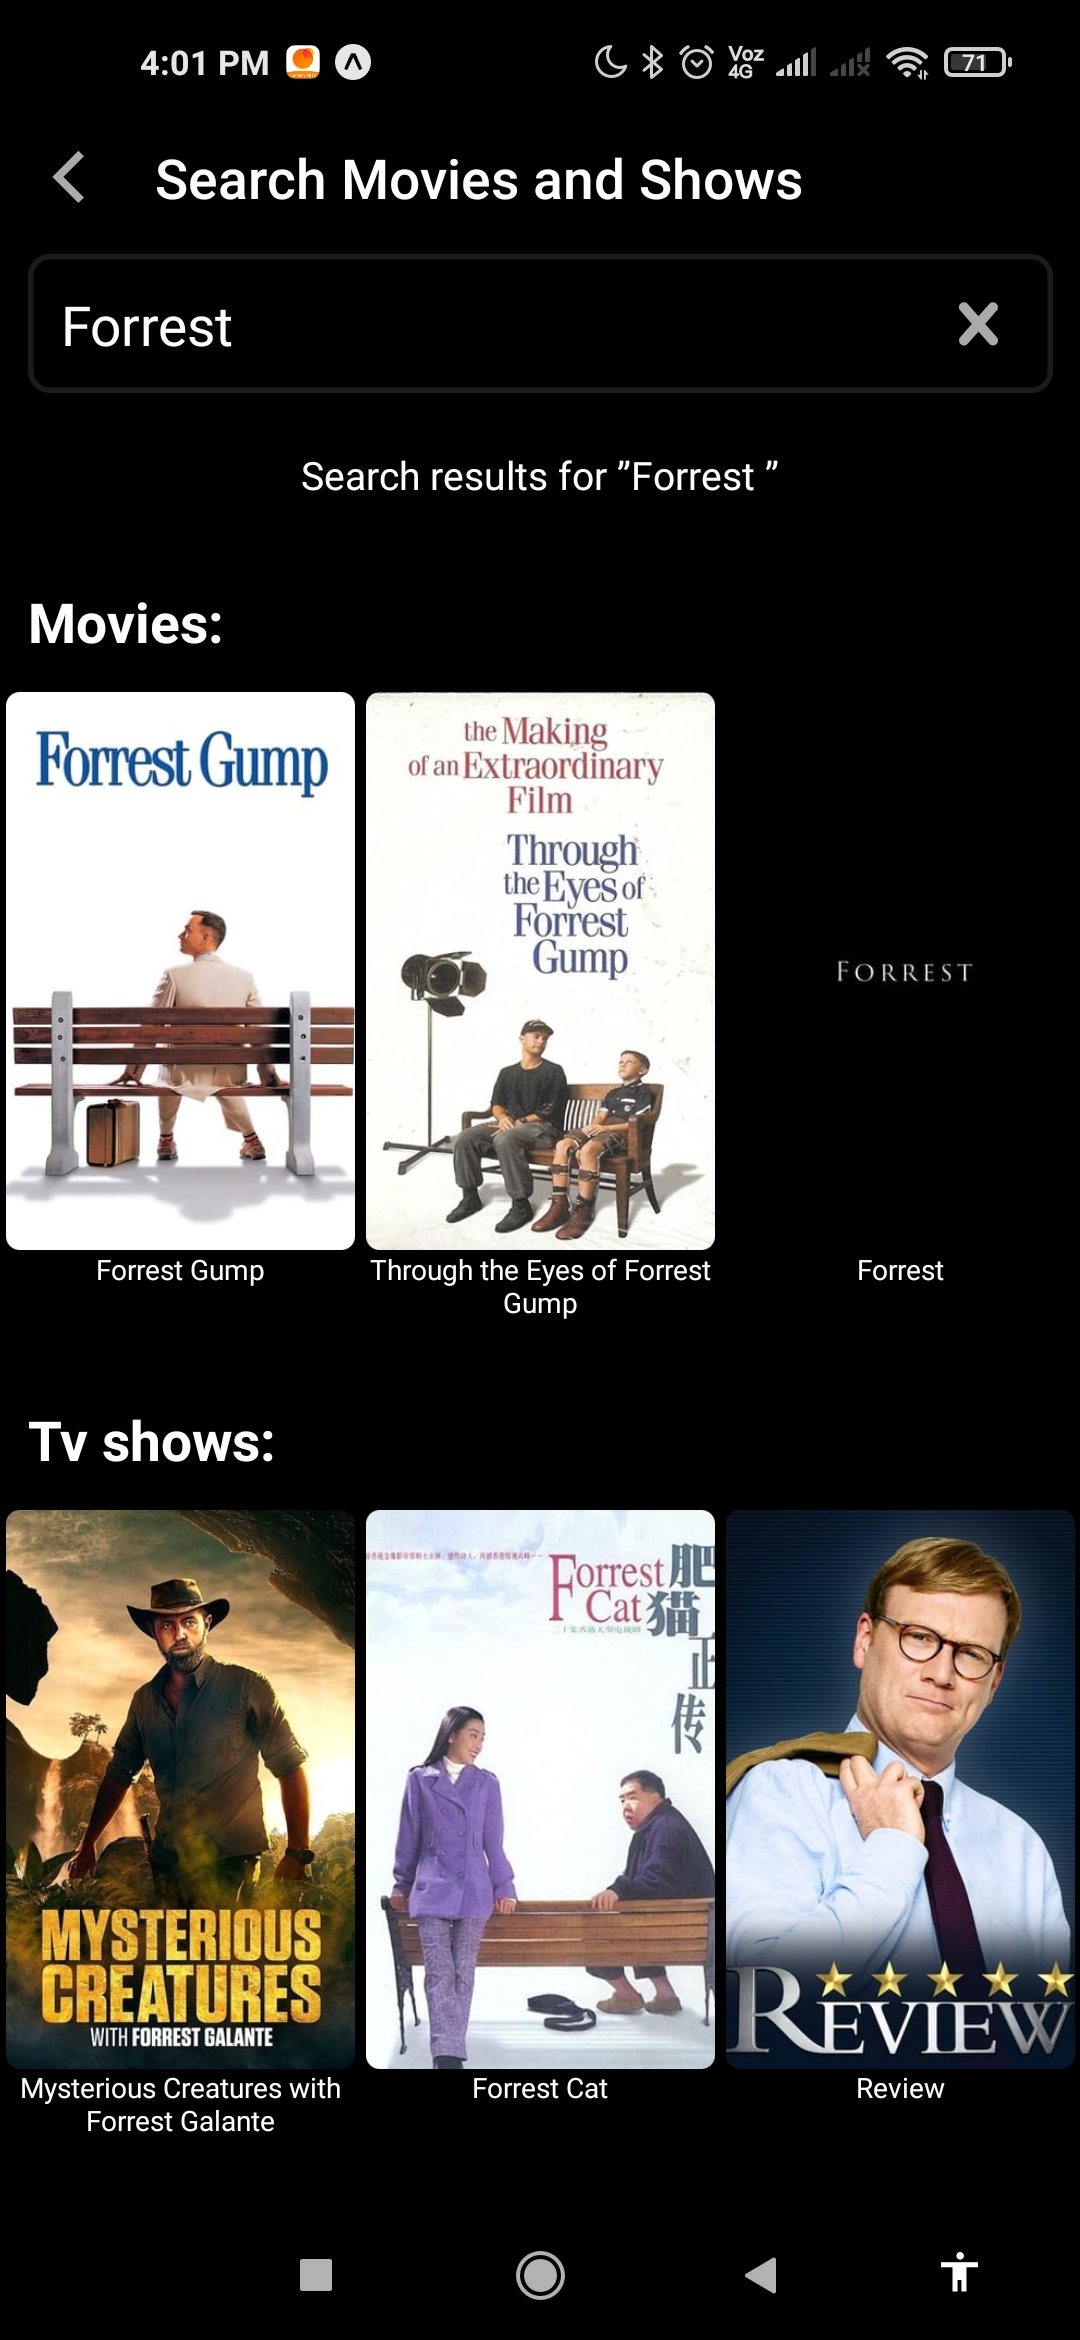 4:01 PM
Voz
4G
71
Search Movies and Shows
Forrest
Search results for ”Forrest ”
Movies:
Forrest Gump
the Making
of an Extraordinary
Film
Through
the Eyes of
Forrest
Gump
FORREST
Forrest Gump
Through the Eyes of Forrest
Gump
Forrest
Tv shows:
MYSTERIOUS
CREATURES
WITH FORREST GALANTE
Forrest
Cat
肥
猫
正
传
REVIEW
Mysterious Creatures with
Forrest Galante
Forrest Cat
Review